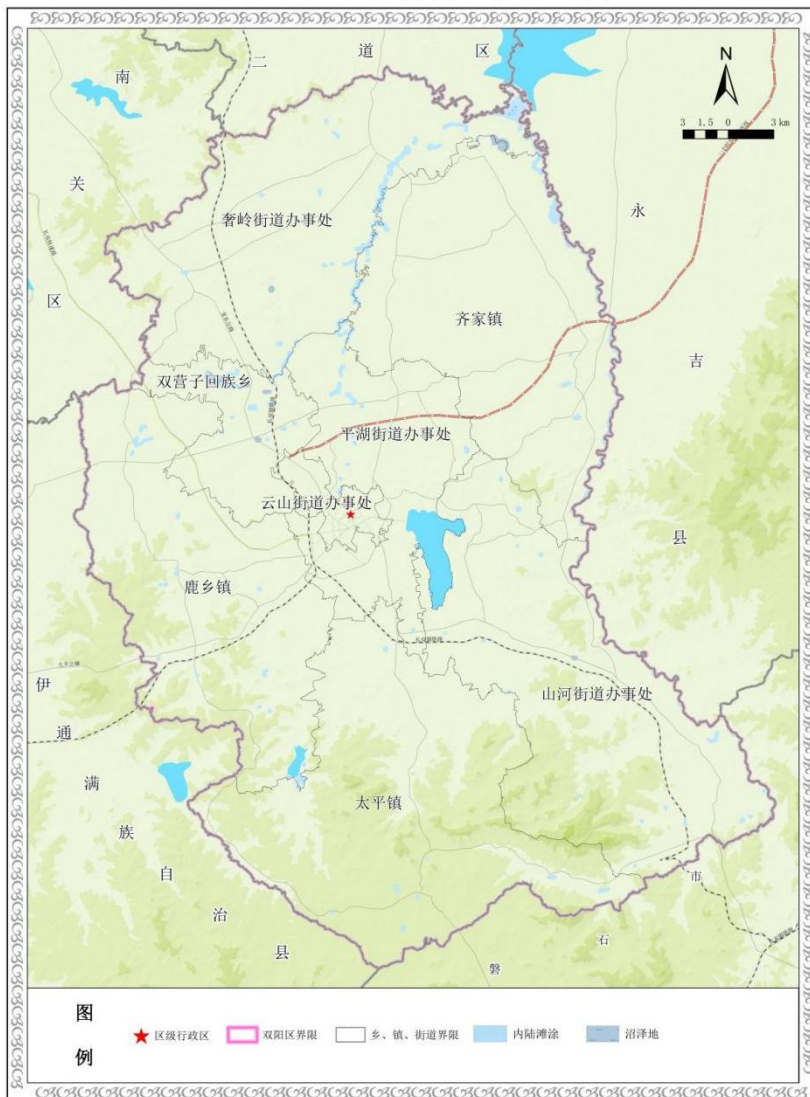 二道区
南关区
N
3 1.5 0 3 km
奢岭街道办事处
永吉县
齐家镇
双营子回族乡
平湖街道办事处
云山街道办事处
鹿乡镇
山河街道办事处
伊通满族自治县
太平镇
磐石市
图例
区级行政区
双阳区界限
乡、镇、街道界限
内陆滩涂
沼泽地